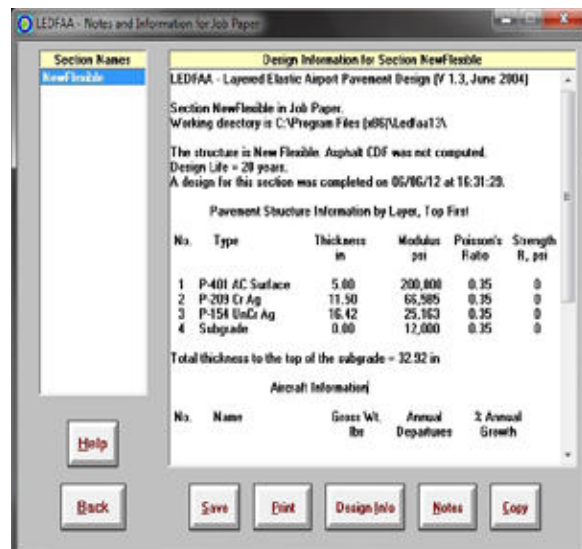 LEDFAA - Notes and Information for Job Paper
Section Names
NewFlexible
Design Information for Section NewFlexible
LEDFAA - Layered Elastic Airport Pavement Design (V 1.3, June 2004)
Section NewFlexible in Job Paper.
Working directory is C:\Program Files (x86)\Ledfaa13\
The structure is New Flexible. Asphalt CDF was not computed.
Design Life = 20 years.
A design for this section was completed on 06/06/12 at 16:31:29.
Pavement Structure Information by Layer, Top First
No. Type Thickness Modulus Poisson's Strength
in psi Ratio R, psi
1 P-401 AC Surface 5.00 200,000 0.35 0
2 P-209 Cr Ag 11.50 66,585 0.35 0
3 P-154 UnCr Ag 16.42 25,163 0.35 0
4 Subgrade 0.00 12,000 0.35 0
Total thickness to the top of the subgrade = 32.92 in
Aircraft Information
No. Name Gross Wt. Annual % Annual
lbs Departures Growth
Help
Back
Save
Print
Design Info
Notes
Copy